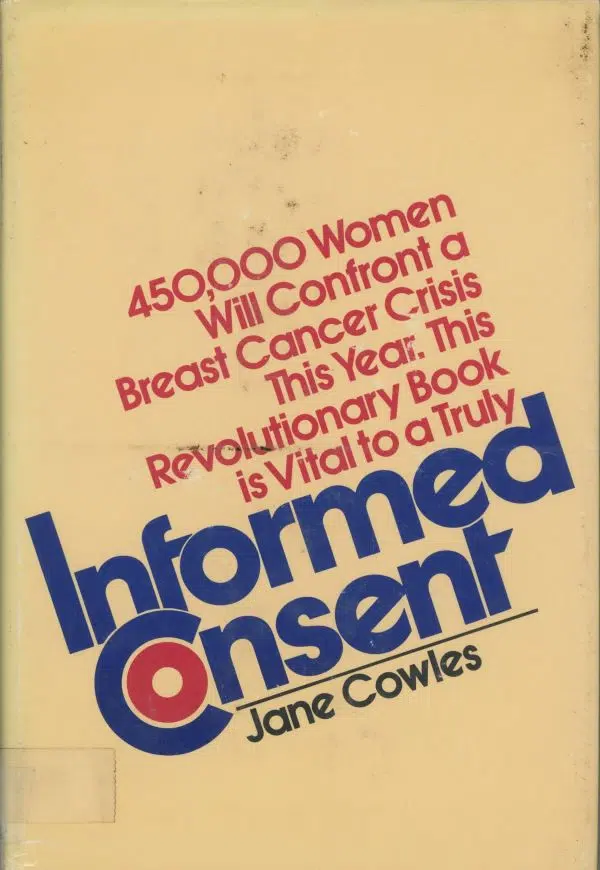 450,000 Women
Will Confront a
Breast Cancer Crisis
This Year. This
Revolutionary Book
is Vital to a Truly
Informed
Consent
Jane Cowles